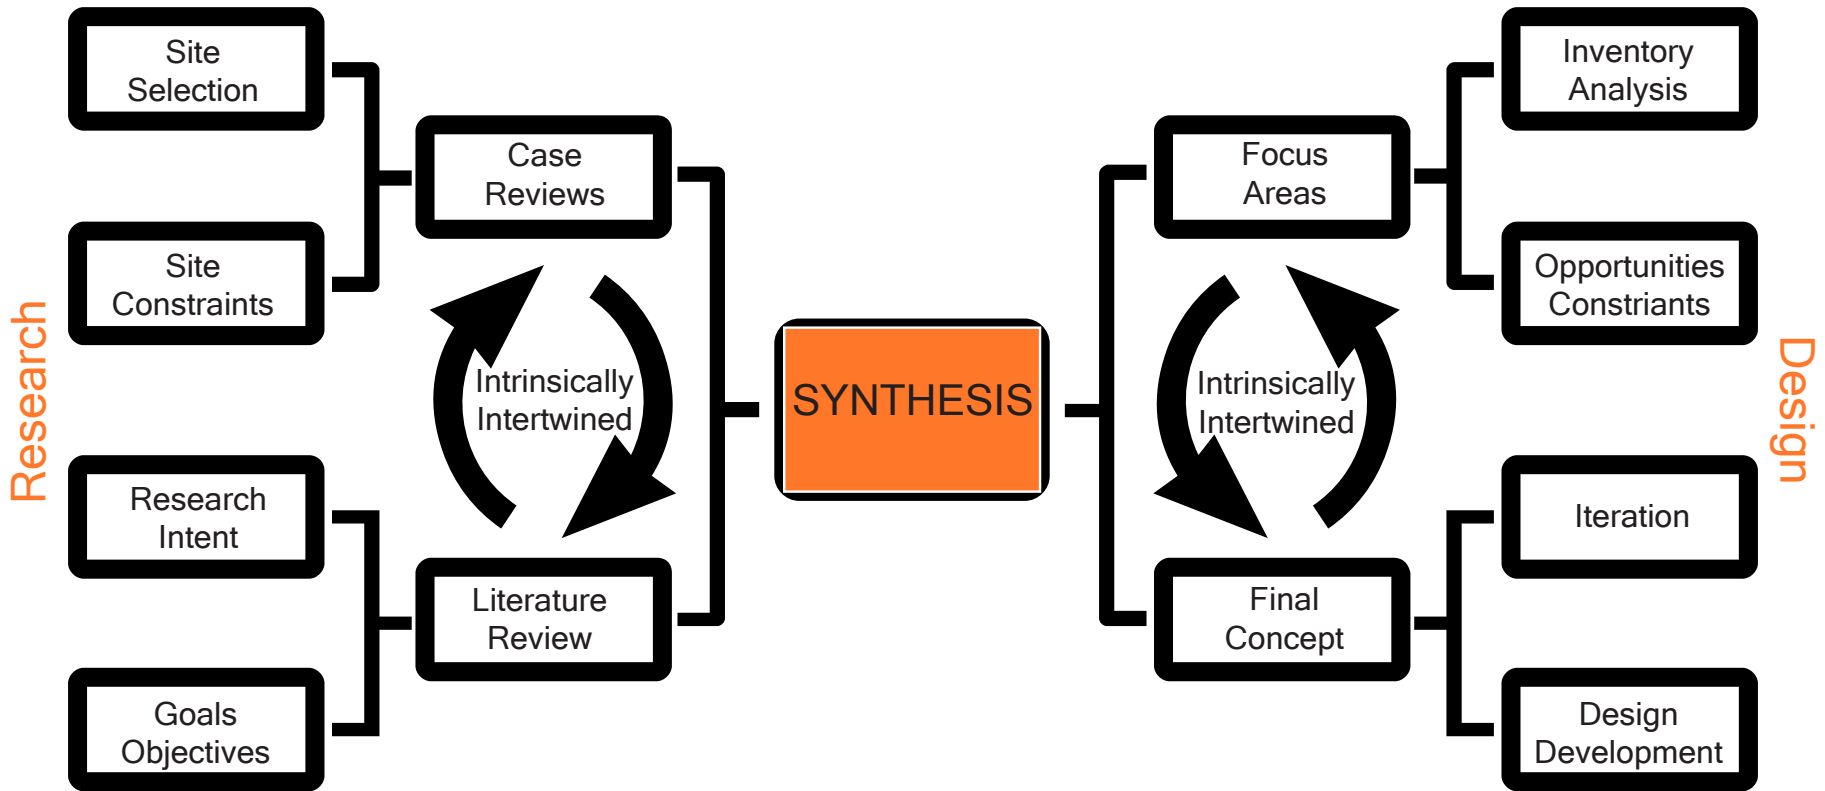 Research
Site
Selection
Site
Constraints
Research
Intent
Goals
Objectives
Case
Reviews
Intrinsically
Intertwined
Literature
Review
SYNTHESIS
Focus
Areas
Intrinsically
Intertwined
Final
Concept
Inventory
Analysis
Opportunities
Constriants
Iteration
Design
Development
Design